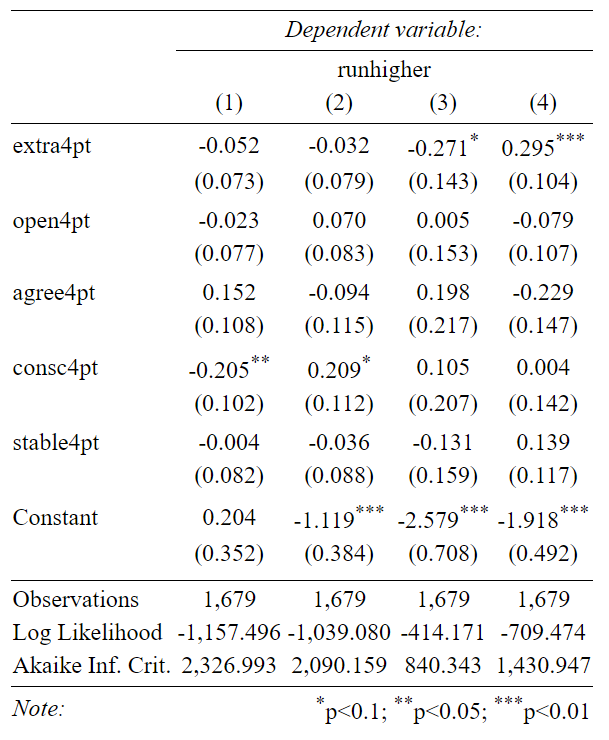 Dependent variable:
runhigher
(1) (2) (3) (4)
extra4pt -0.052 -0.032 -0.271* 0.295***
(0.073) (0.079) (0.143) (0.104)
open4pt -0.023 0.070 0.005 -0.079
(0.077) (0.083) (0.153) (0.107)
agree4pt 0.152 -0.094 0.198 -0.229
(0.108) (0.115) (0.217) (0.147)
consc4pt -0.205** 0.209* 0.105 0.004
(0.102) (0.112) (0.207) (0.142)
stable4pt -0.004 -0.036 -0.131 0.139
(0.082) (0.088) (0.159) (0.117)
Constant 0.204 -1.119*** -2.579*** -1.918***
(0.352) (0.384) (0.708) (0.492)
Observations 1,679 1,679 1,679 1,679
Log Likelihood -1,157.496 -1,039.080 -414.171 -709.474
Akaike Inf. Crit. 2,326.993 2,090.159 840.343 1,430.947
Note: *p<0.1; **p<0.05; ***p<0.01